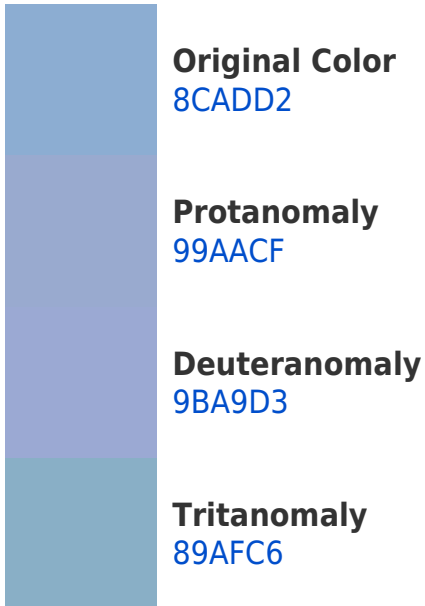 Original Color
8CADD2
Protanomaly
99AACF
Deuteranomaly
9BA9D3
Tritanomaly
89AFC6